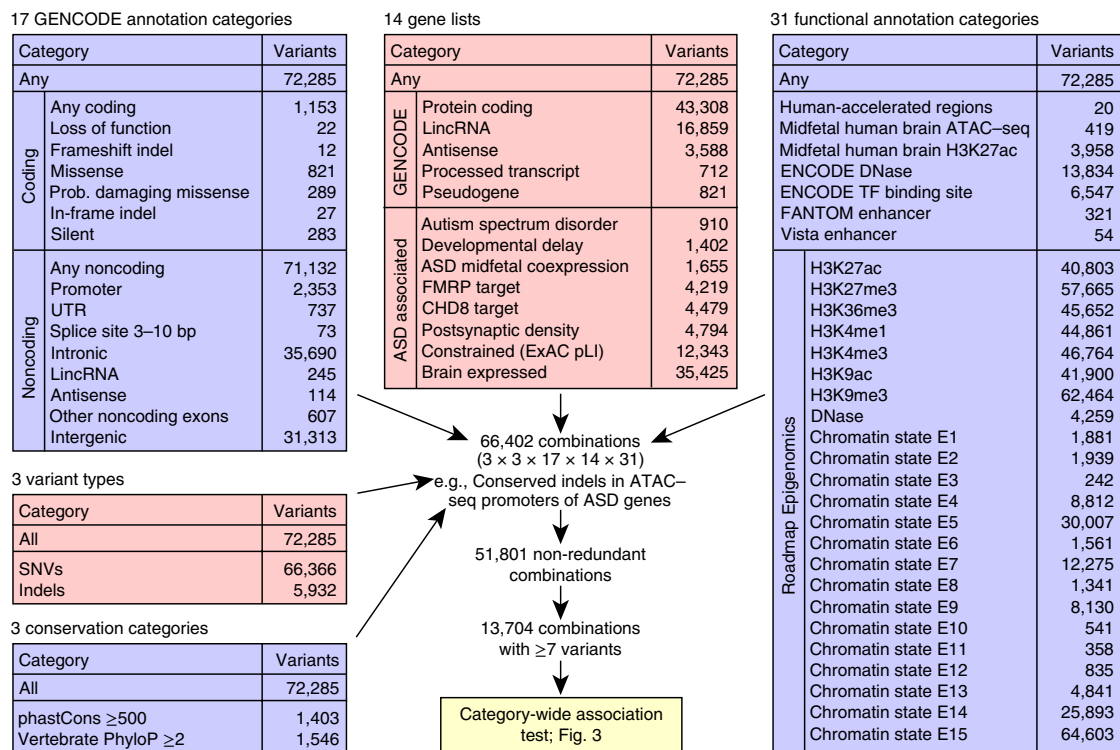 17 GENCODE annotation categories
Category Variants
Any 72,285
Coding
Any coding 1,153
Loss of function 22
Frameshift indel 12
Missense 821
Prob. damaging missense 289
In-frame indel 27
Silent 283
Noncoding
Any noncoding 71,132
Promoter 2,353
UTR 737
Splice site 3–10 bp 73
Intronic 35,690
LincRNA 245
Antisense 114
Other noncoding exons 607
Intergenic 31,313
3 variant types
Category Variants
All 72,285
SNVs 66,366
Indels 5,932
3 conservation categories
Category Variants
All 72,285
phastCons ≥500 1,403
Vertebrate PhyloP ≥2 1,546
14 gene lists
Category Variants
Any 72,285
GENCODE
Protein coding 43,308
LincRNA 16,859
Antisense 3,588
Processed transcript 712
Pseudogene 821
ASD associated
Autism spectrum disorder 910
Developmental delay 1,402
ASD midfetal coexpression 1,655
FMRP target 4,219
CHD8 target 4,479
Postsynaptic density 4,794
Constrained (ExAC pLI) 12,343
Brain expressed 35,425
66,402 combinations
(3 × 3 × 17 × 14 × 31)
e.g., Conserved indels in ATAC–
seq promoters of ASD genes
51,801 non-redundant
combinations
13,704 combinations
with ≥7 variants
Category-wide association
test; Fig. 3
31 functional annotation categories
Category Variants
Any 72,285
Human-accelerated regions 20
Midfetal human brain ATAC–seq 419
Midfetal human brain H3K27ac 3,958
ENCODE DNase 13,834
ENCODE TF binding site 6,547
FANTOM enhancer 321
Vista enhancer 54
Roadmap Epigenomics
H3K27ac 40,803
H3K27me3 57,665
H3K36me3 45,652
H3K4me1 44,861
H3K4me3 46,764
H3K9ac 41,900
H3K9me3 62,464
DNase 4,259
Chromatin state E1 1,881
Chromatin state E2 1,939
Chromatin state E3 242
Chromatin state E4 8,812
Chromatin state E5 30,007
Chromatin state E6 1,561
Chromatin state E7 12,275
Chromatin state E8 1,341
Chromatin state E9 8,130
Chromatin state E10 541
Chromatin state E11 358
Chromatin state E12 835
Chromatin state E13 4,841
Chromatin state E14 25,893
Chromatin state E15 64,603